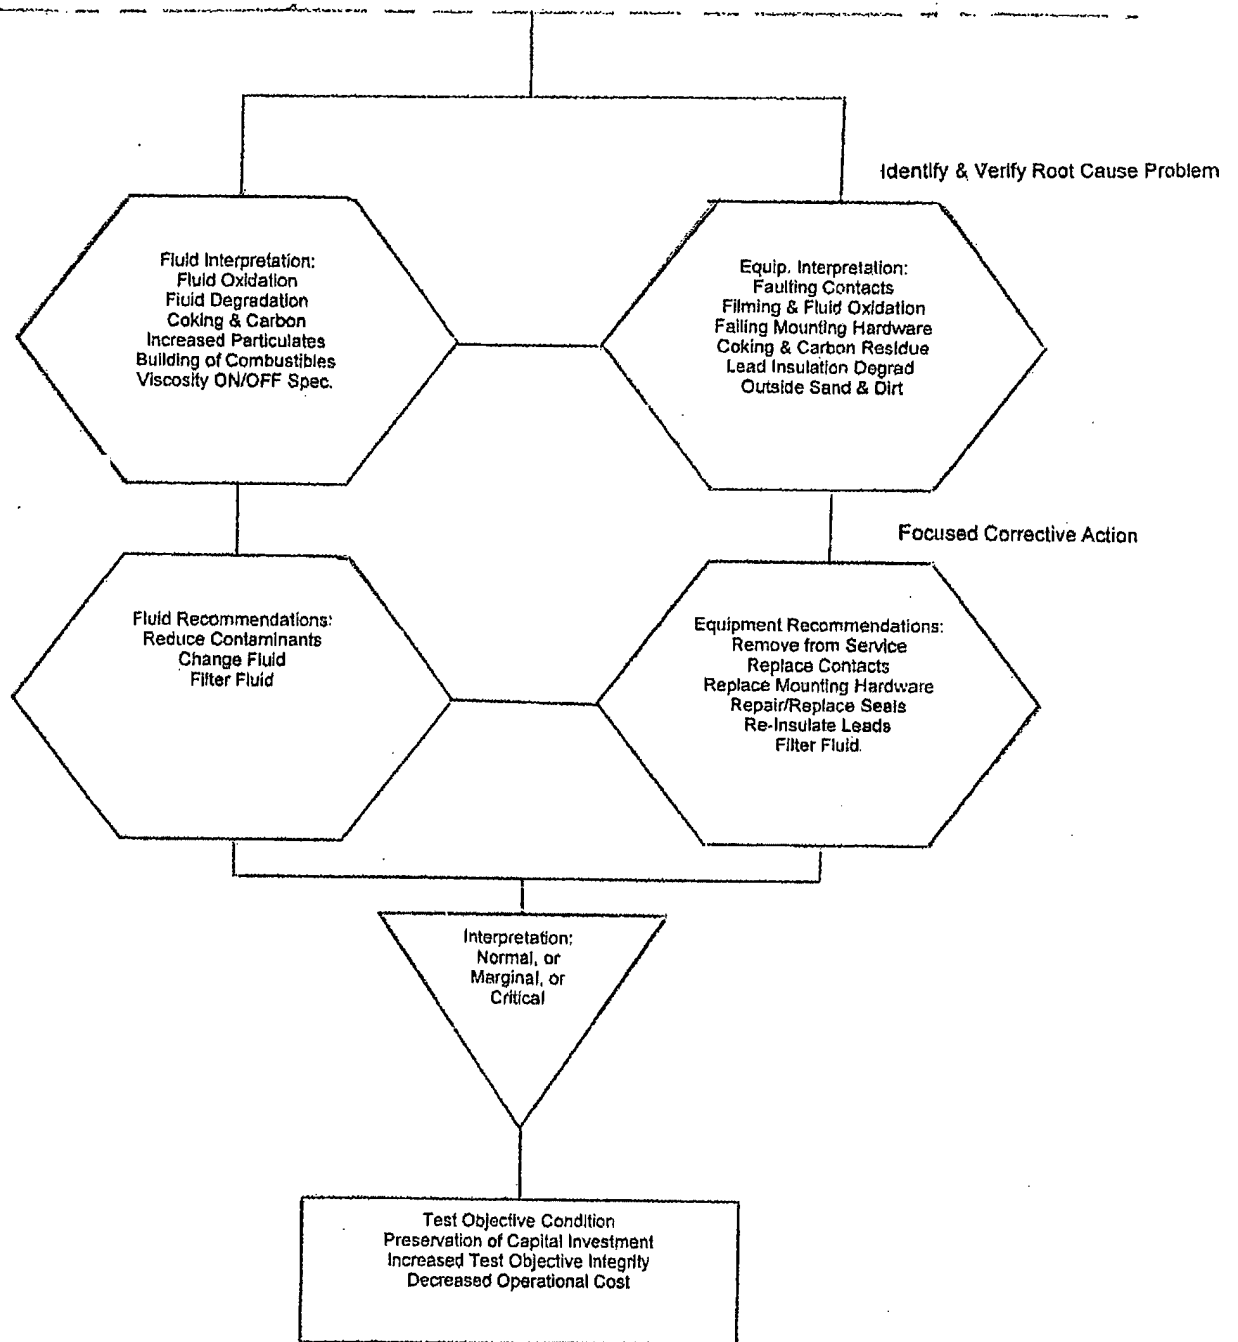 Identify & Verify Root Cause Problem
Fluid Interpretation:
Fluid Oxidation
Fluid Degradation
Coking & Carbon
Increased Particulates
Building of Combustibles
Viscosity ON/OFF Spec.
Equip. Interpretation:
Faulting Contacts
Filming & Fluid Oxidation
Failing Mounting Hardware
Coking & Carbon Residue
Lead Insulation Degrad
Outside Sand & Dirt
Focused Corrective Action
Fluid Recommendations:
Reduce Contaminants
Change Fluid
Filter Fluid
Equipment Recommendations:
Remove from Service
Replace Contacts
Replace Mounting Hardware
Repair/Replace Seals
Re-Insulate Leads
Filter Fluid.
Interpretation:
Normal, or
Marginal, or
Critical
Test Objective Condition
Preservation of Capital Investment
Increased Test Objective Integrity
Decreased Operational Cost